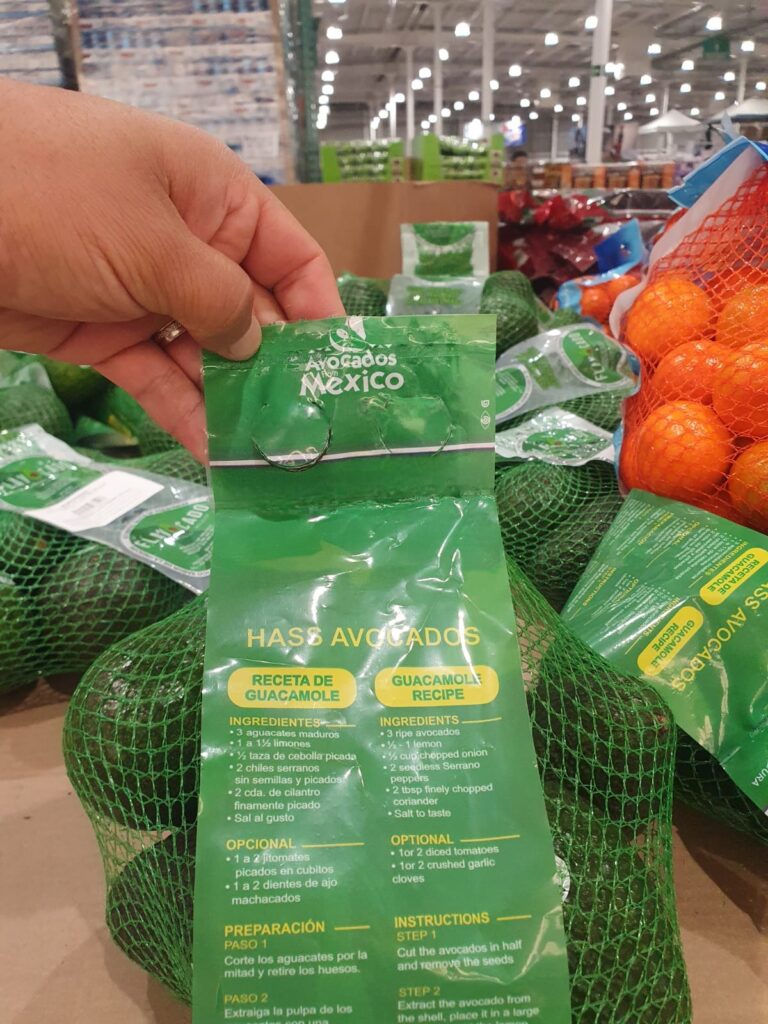 Avocados
From
Mexico
HASS AVOCADOS
RECETA DE
GUACAMOLE
INGREDIENTES
• 3 aguacates maduros
• 1 a 1½ limones
• ½ taza de cebolla picada
• 2 chiles serranos
sin semillas y picados
• 2 cda. de cilantro
finamente picado
• Sal al gusto
OPCIONAL
• 1 a 2 jitomates
picados en cubitos
• 1 a 2 dientes de ajo
machacados
PREPARACIÓN
PASO 1
Corte los aguacates por la
mitad y retire los huesos.
PASO 2
Extraiga la pulpa de los
GUACAMOLE
RECIPE
INGREDIENTS
• 3 ripe avocados
• ½ - 1 lemon
• ½ cup chopped onion
• 2 seedless Serrano
peppers
• 2 tbsp finely chopped
coriander
• Salt to taste
OPTIONAL
• 1or 2 diced tomatoes
• 1or 2 crushed garlic
cloves
INSTRUCTIONS
STEP 1
Cut the avocados in half
and remove the seeds
STEP 2
Extract the avocado from
the shell, place it in a large
HASS AVOCADOS
RECETA DE
GUACAMOLE
GUACAMOLE
RECIPE
INGREDIENTS